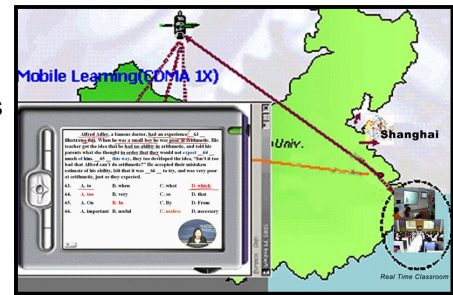 s
Mobile Learning(CDMA 1X)
Alfred Adler, a famous doctor, had an experience __63__
illustrating this. When he was a small boy he was poor in arithmetic. His
teacher got the idea that he had no ability in arithmetic, and told his
parents what she thought in order that they would not expect __64__
much of him. __65__ this way, they too developed the idea, "Isn't it too
bad that Alfred can't do arithmetic?" He accepted their mistaken
estimate of his ability, felt that it was __66__ to try, and was very poor
at arithmetic, just as they expected.
63. A. to B. when C. what D. which
64. A. too B. very C. so D. that
65. A. On B. In C. By D. From
66. A. important B. useful C. useless D. necessary
Univ.
Shanghai
Real Time Classroom